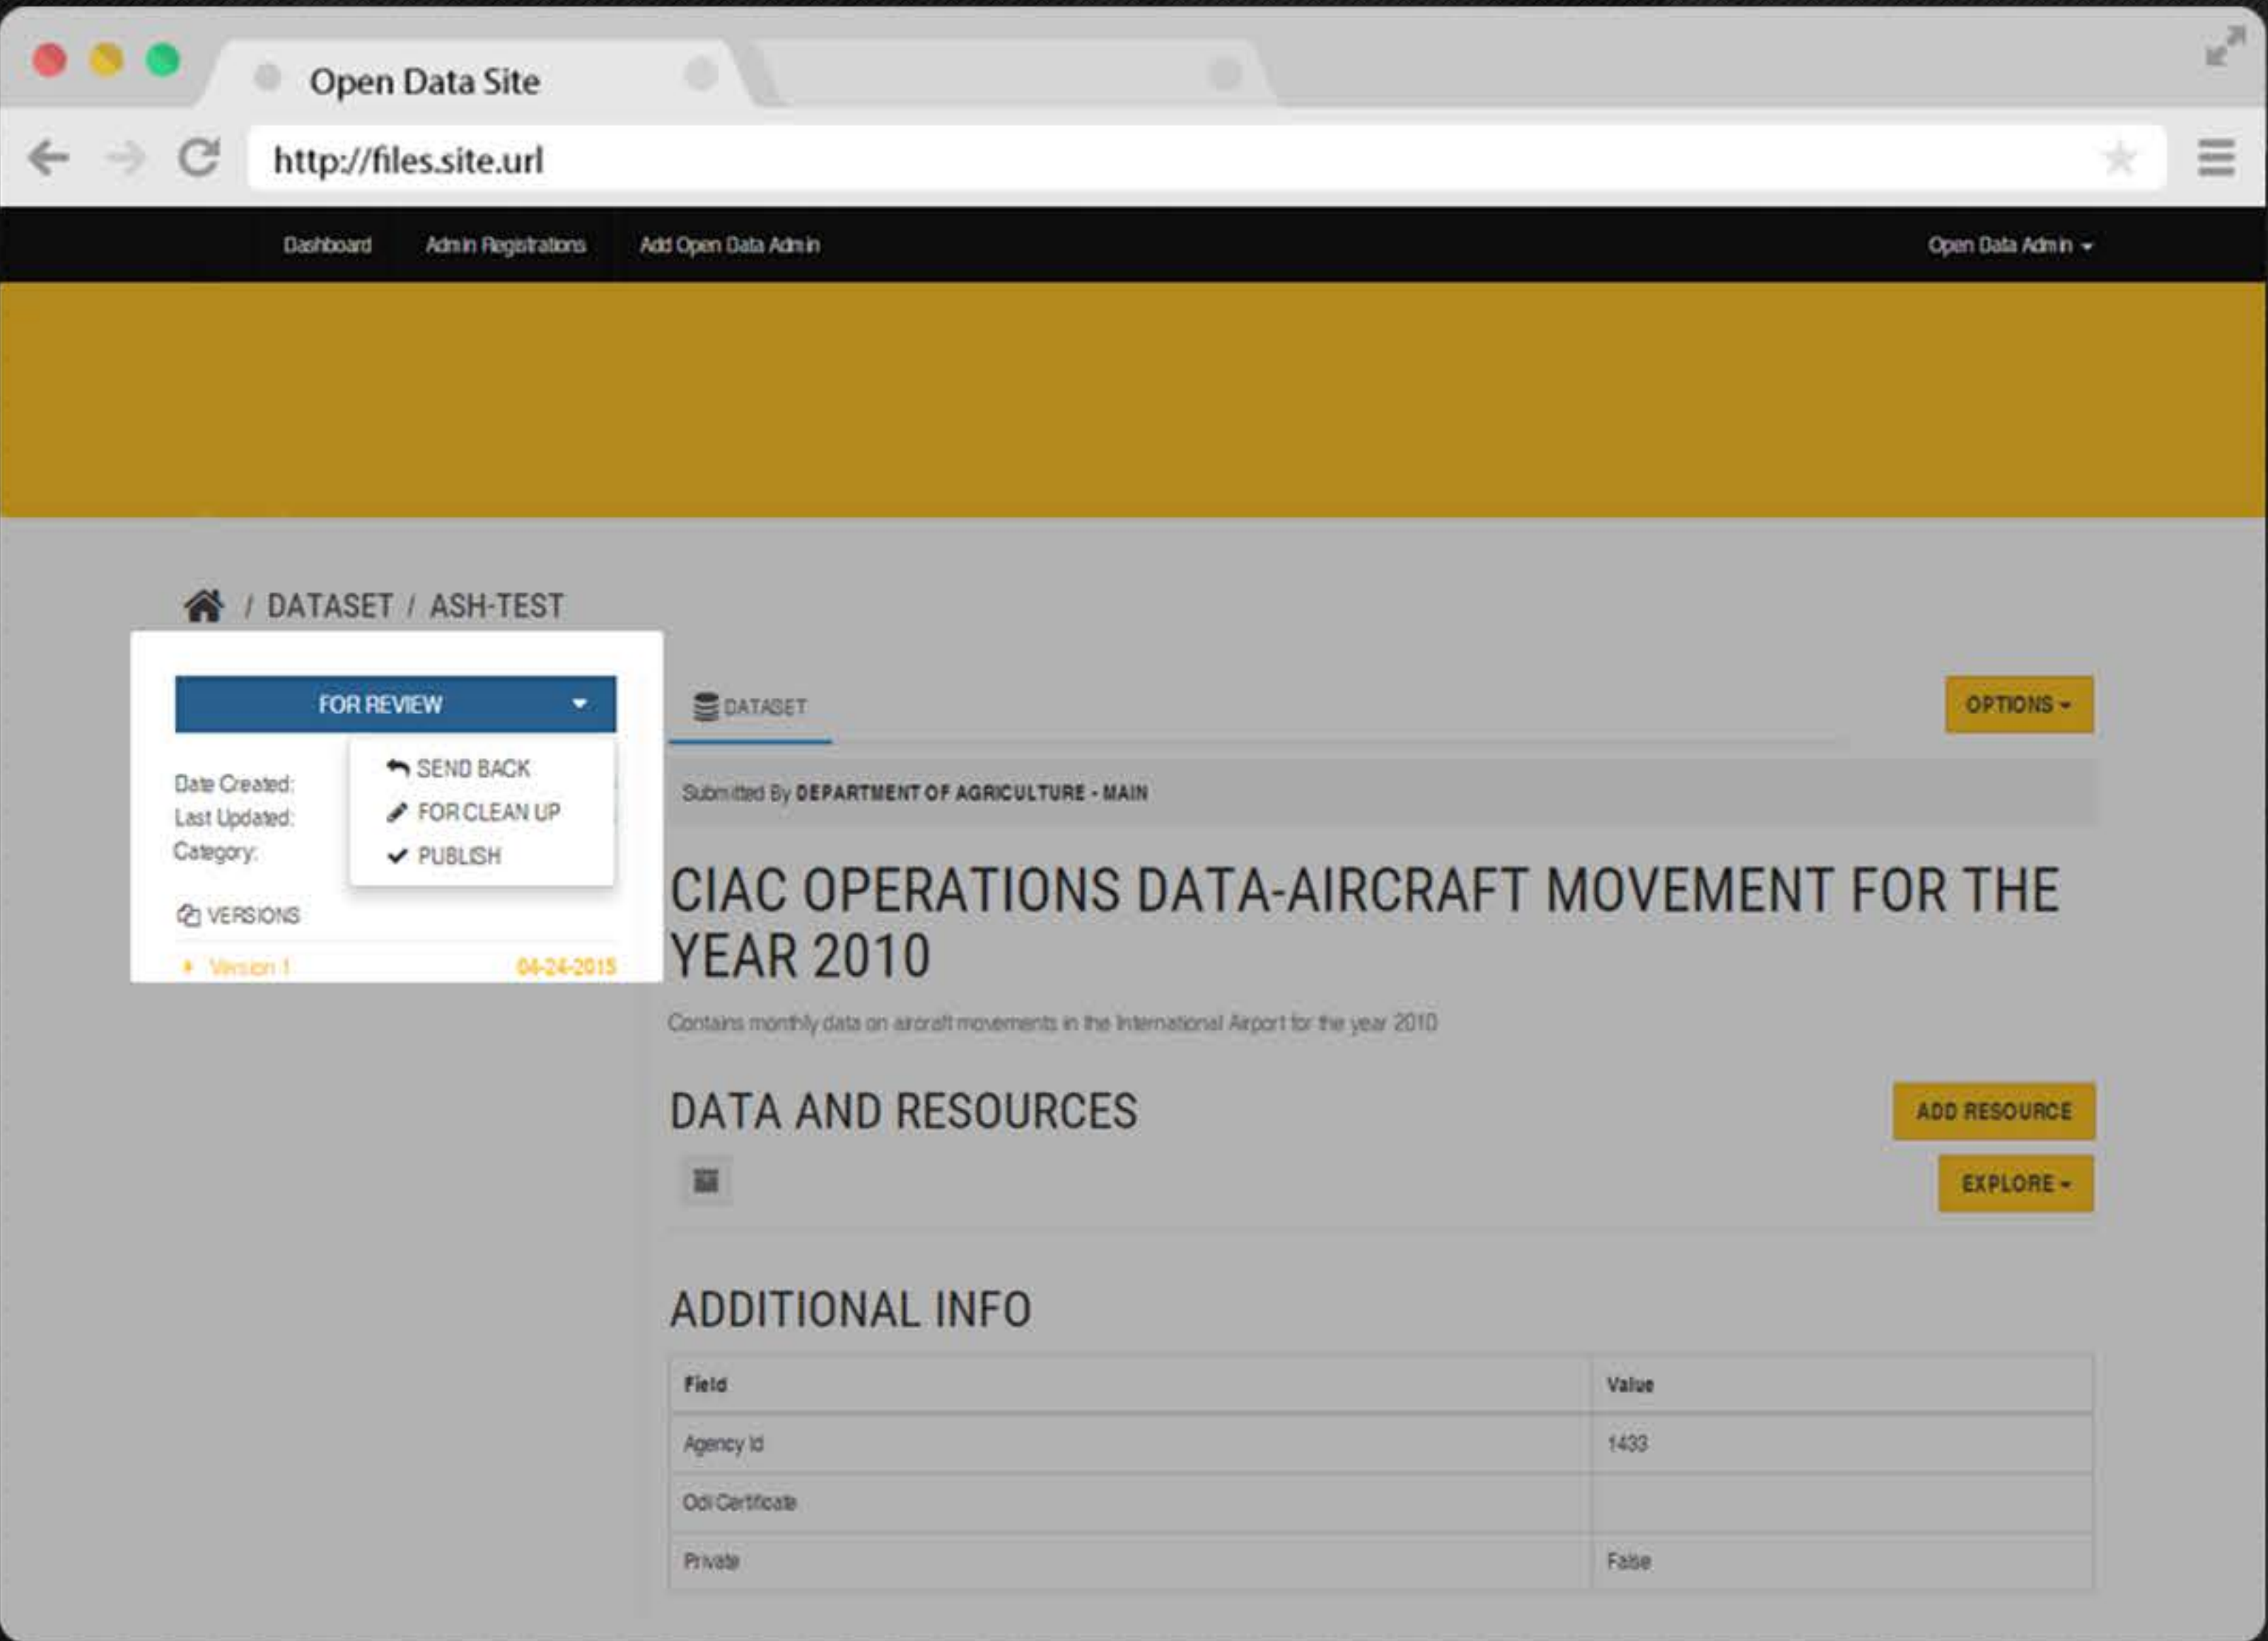 Open Data Site
http://files.site.url
Dashboard Admin Registrations Add Open Data Admin Open Data Admin
/ DATASET / ASH-TEST
FOR REVIEW
SEND BACK
FOR CLEAN UP
PUBLISH
Date Created:
Last Updated:
Category:
VERSIONS
Version 1 04-24-2015
DATASET
OPTIONS
Submitted By DEPARTMENT OF AGRICULTURE - MAIN
CIAC OPERATIONS DATA-AIRCRAFT MOVEMENT FOR THE
YEAR 2010
Contains monthly data on aircraft movements in the International Airport for the year 2010
DATA AND RESOURCES
ADD RESOURCE
EXPLORE
ADDITIONAL INFO
Field Value
Agency Id 1433
Odi Certificate
Private False